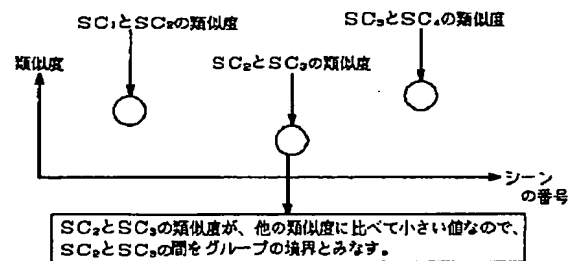 SC₁とSC₂の類似度
SC₃とSC₄の類似度
類似度
SC₂とSC₃の類似度
シーン
の番号
SC₂とSC₃の類似度が、他の類似度に比べて小さい値なので、
SC₂とSC₃の間をグループの境界とみなす。